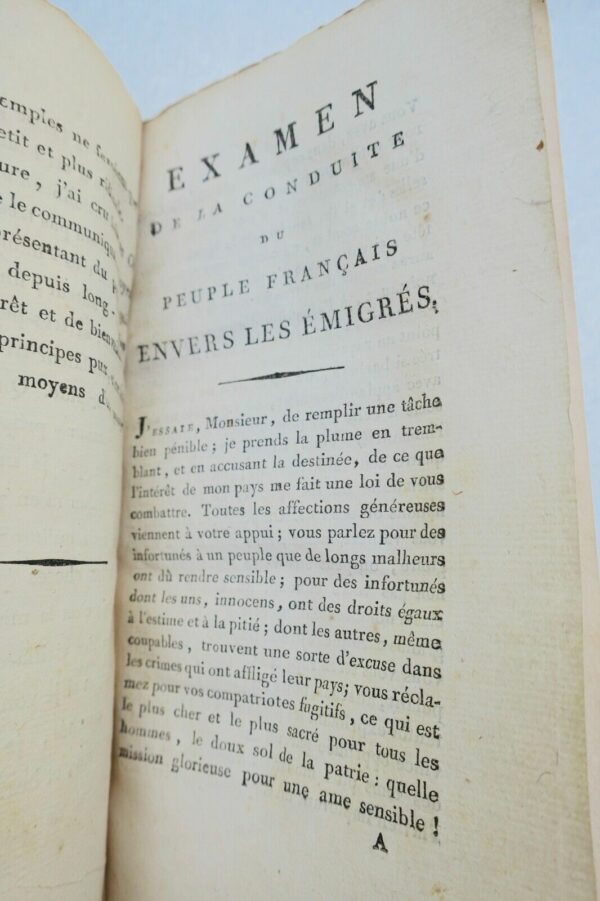 emples ne
etit et plus
ure, j'ai cru
e le communiqu
présentant du
depuis long-
rêt et de bien
principes pur
moyens d
EXAMEN
DE LA CONDUITE
DU
PEUPLE FRANÇAIS
ENVERS LES ÉMIGRÉS.
J'ESSAIE, Monsieur, de remplir une tâche
bien pénible; je prends la plume en trem-
blant, et en accusant la destinée, de ce que
l'intérêt de mon pays me fait une loi de vous
combattre. Toutes les affections généreuses
viennent à votre appui; vous parlez pour des
infortunés à un peuple que de longs malheurs
ont dû rendre sensible; pour des infortunés
dont les uns, innocens, ont des droits égaux
à l'estime et à la pitié; dont les autres, même
coupables, trouvent une sorte d'excuse dans
les crimes qui ont affligé leur pays; vous récla-
mez pour vos compatriotes fugitifs, ce qui est
le plus cher et le plus sacré pour tous les
hommes, le doux sol de la patrie: quelle
mission glorieuse pour une ame sensible!
A